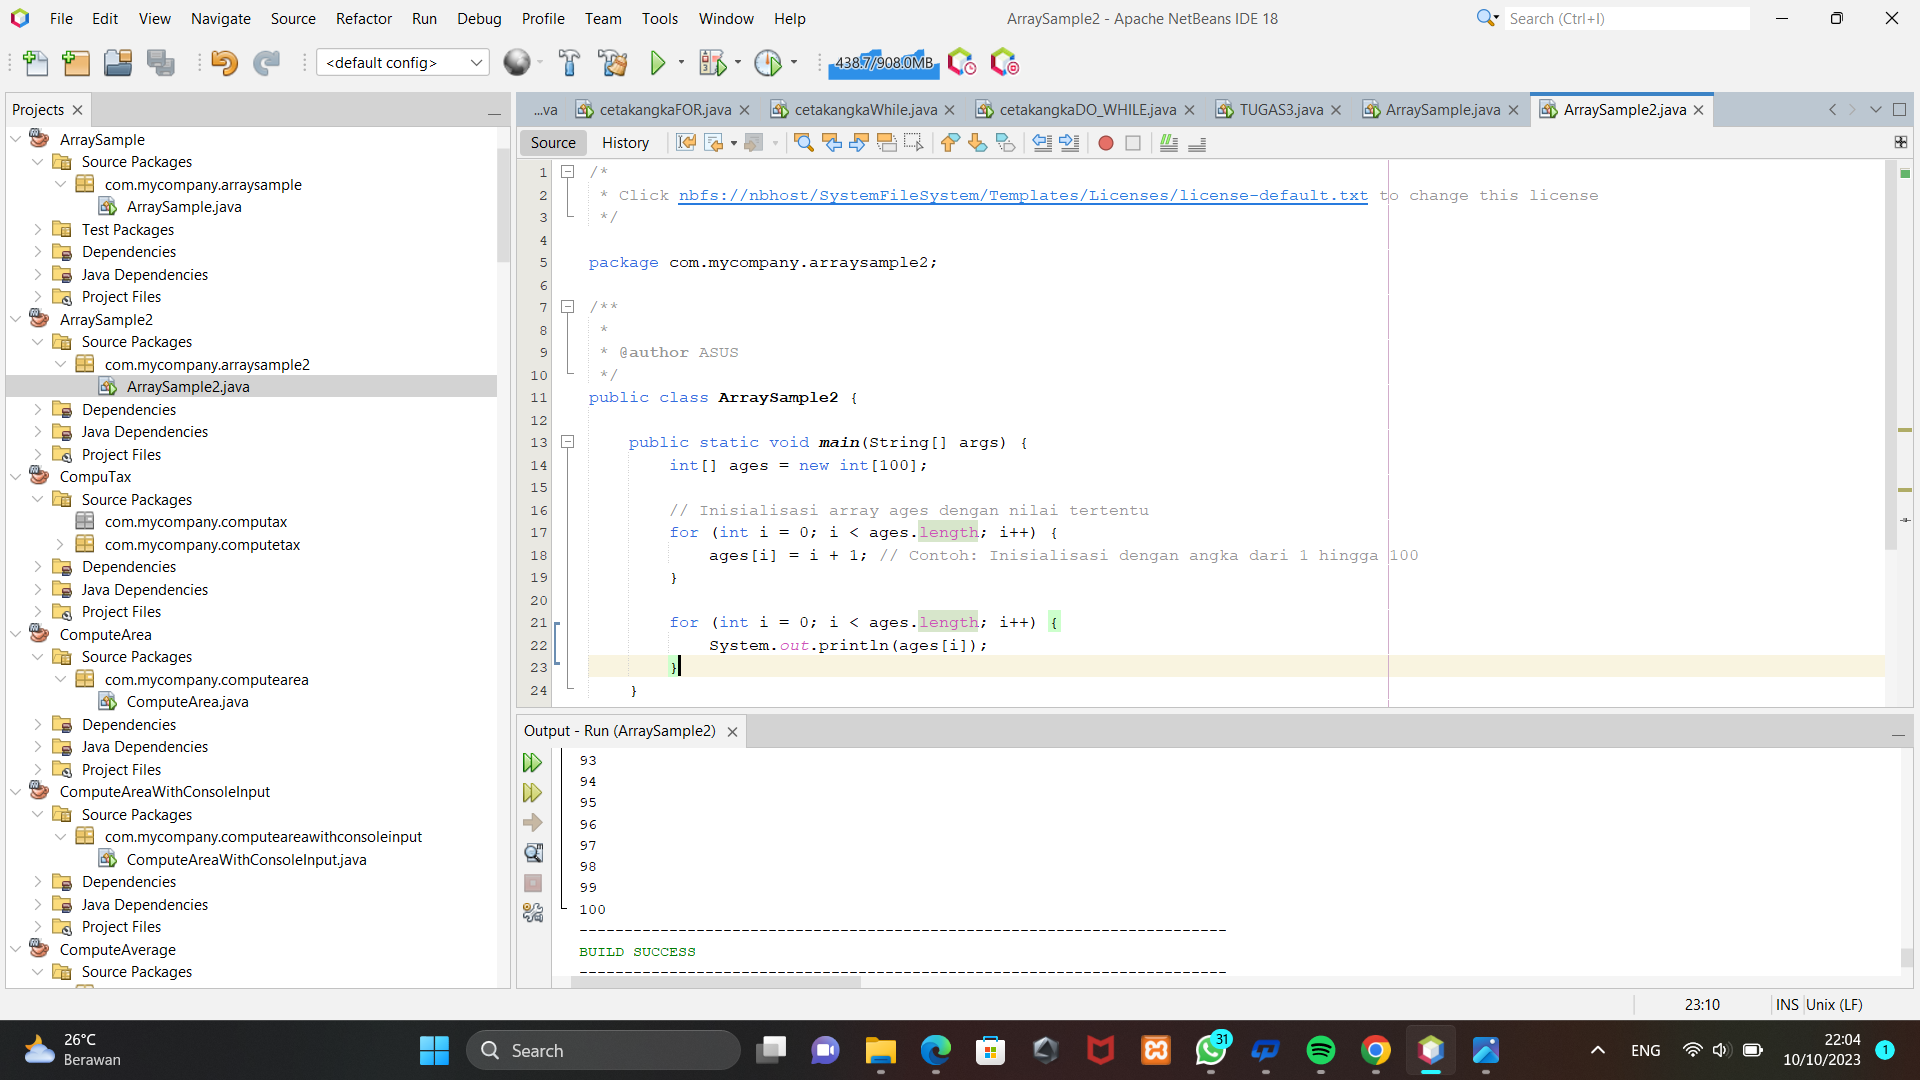 File Edit View Navigate Source Refactor Run Debug Profile Team Tools Window Help
ArraySample2 - Apache NetBeans IDE 18
Search (Ctrl+I)
<default config>
438.7/908.0MB
Projects
ArraySample
Source Packages
com.mycompany.arraysample
ArraySample.java
Test Packages
Dependencies
Java Dependencies
Project Files
ArraySample2
Source Packages
com.mycompany.arraysample2
ArraySample2.java
Dependencies
Java Dependencies
Project Files
CompuTax
Source Packages
com.mycompany.computax
com.mycompany.computetax
Dependencies
Java Dependencies
Project Files
ComputeArea
Source Packages
com.mycompany.computearea
ComputeArea.java
Dependencies
Java Dependencies
Project Files
ComputeAreaWithConsoleInput
Source Packages
com.mycompany.computeareawithconsoleinput
ComputeAreaWithConsoleInput.java
Dependencies
Java Dependencies
Project Files
ComputeAverage
Source Packages
...va cetakangkaFOR.java cetakangkaWhile.java cetakangkaDO_WHILE.java TUGAS3.java ArraySample.java ArraySample2.java
Source History
1 /*
2 * Click nbfs://nbhost/SystemFileSystem/Templates/Licenses/license-default.txt to change this license
3 */
4
5 package com.mycompany.arraysample2;
6
7 /**
8 *
9 * @author ASUS
10 */
11 public class ArraySample2 {
12
13 public static void main(String[] args) {
14 int[] ages = new int[100];
15
16 // Inisialisasi array ages dengan nilai tertentu
17 for (int i = 0; i < ages.length; i++) {
18 ages[i] = i + 1; // Contoh: Inisialisasi dengan angka dari 1 hingga 100
19 }
20
21 for (int i = 0; i < ages.length; i++) {
22 System.out.println(ages[i]);
23 }
24 }
Output - Run (ArraySample2)
93
94
95
96
97
98
99
100
------------------------------------------------------------------------
BUILD SUCCESS
------------------------------------------------------------------------
23:10 INS Unix (LF)
26°C
Berawan
Search
31
ENG
22:04
10/10/2023
1